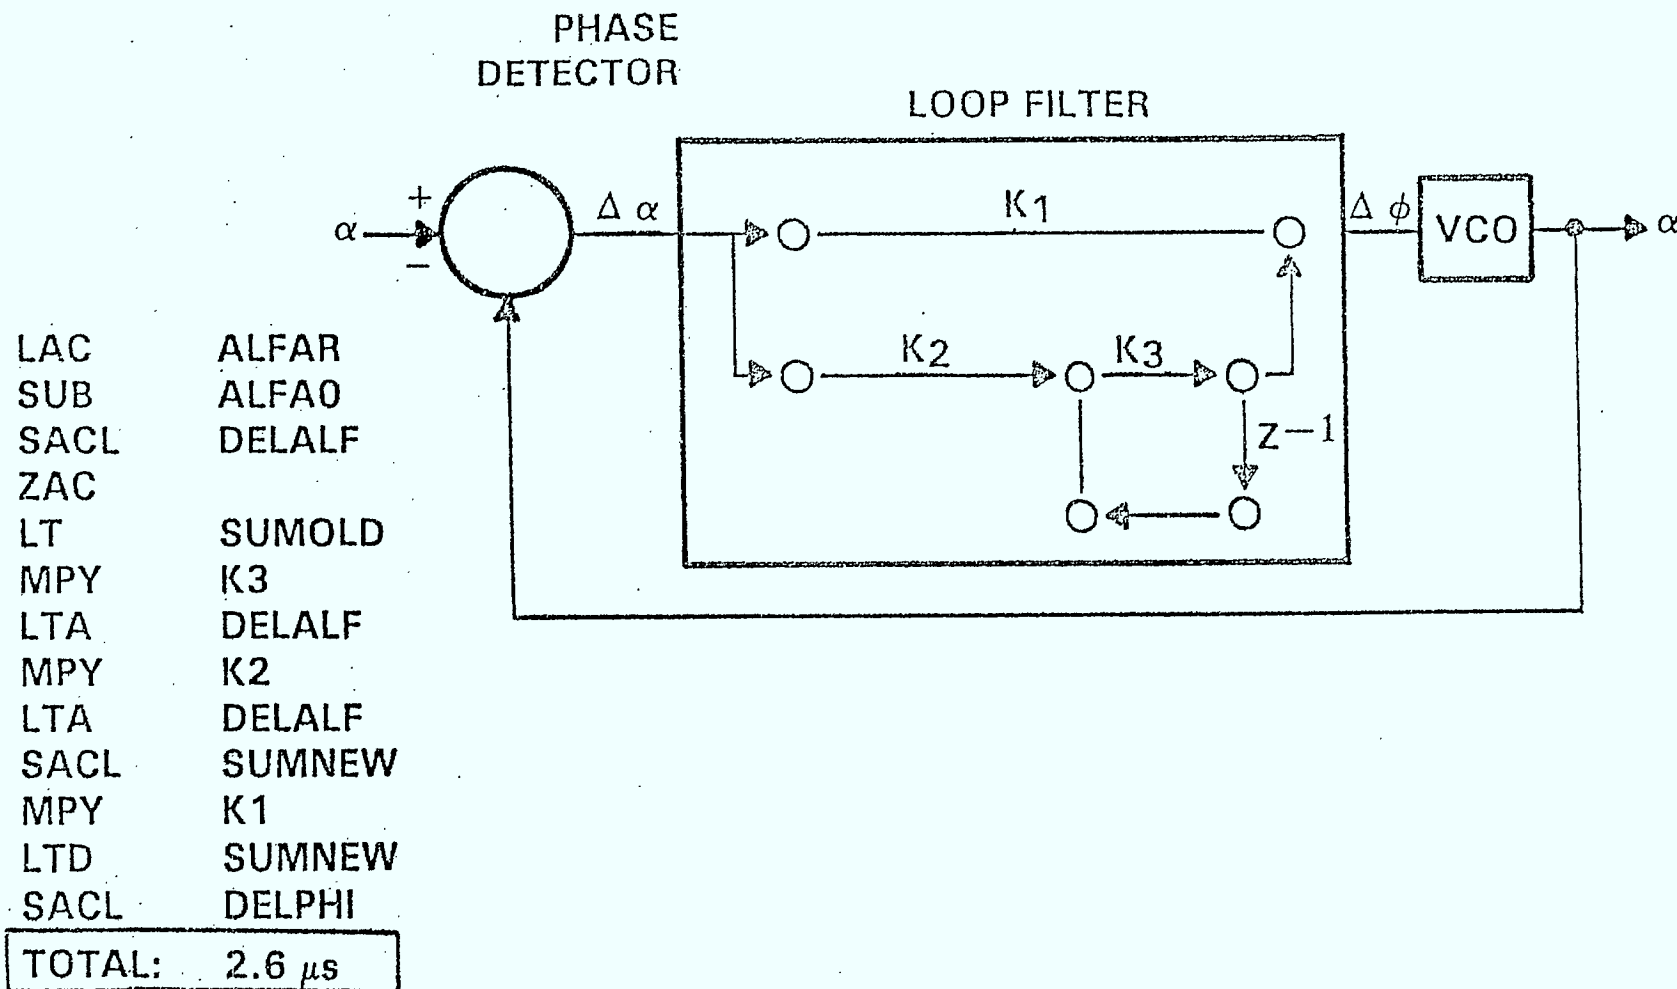 PHASE
DETECTOR
LOOP FILTER
α
+
−
Δ α
K1
Δ ϕ
VCO
α
K2
K3
Z−1
LAC ALFAR
SUB ALFAO
SACL DELALF
ZAC
LT SUMOLD
MPY K3
LTA DELALF
MPY K2
LTA DELALF
SACL SUMNEW
MPY K1
LTD SUMNEW
SACL DELPHI
TOTAL: 2.6 μs